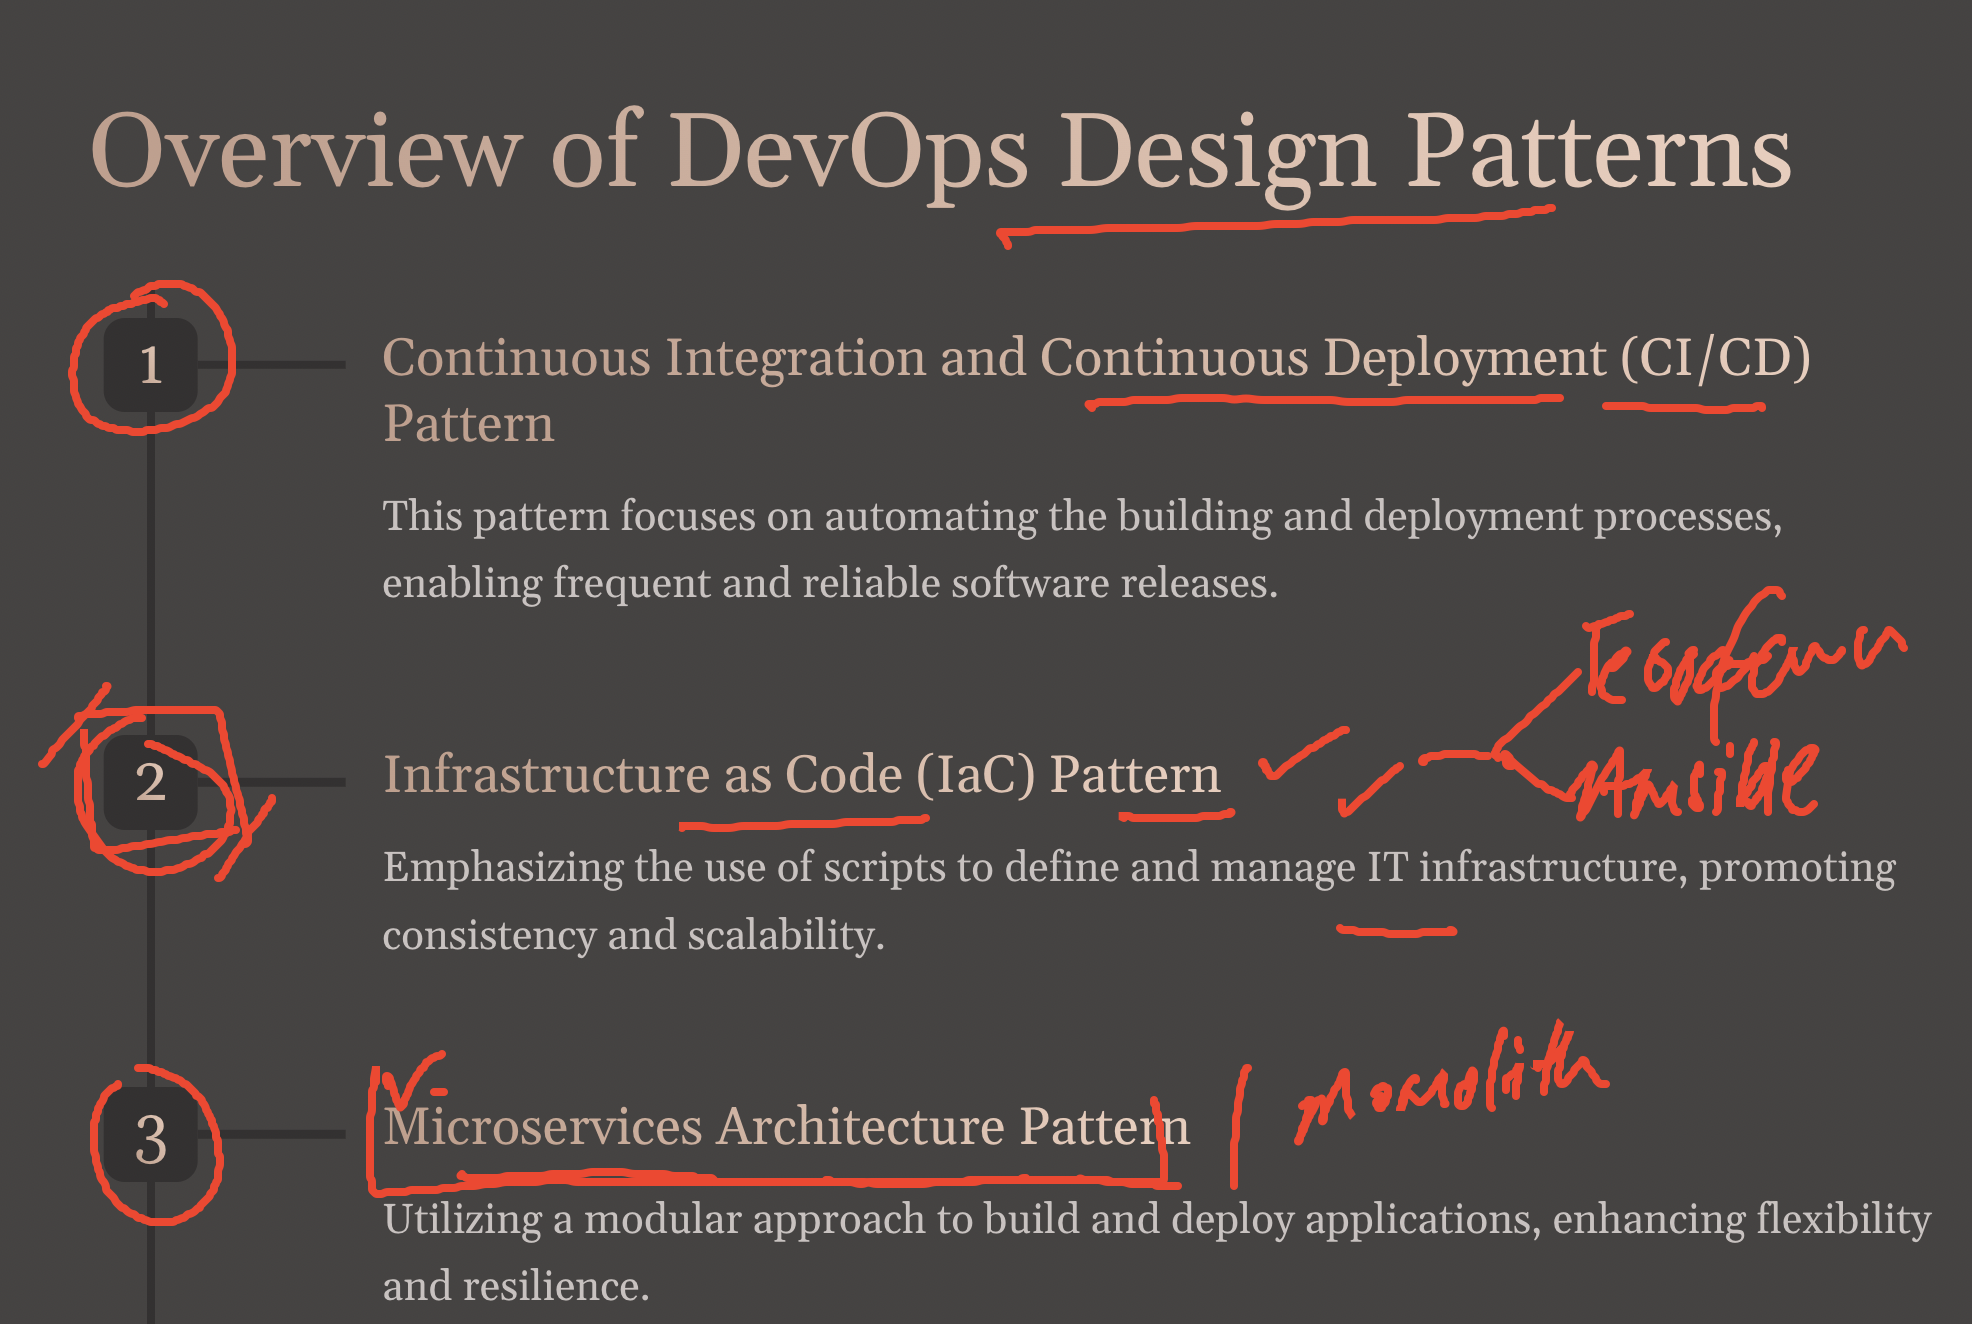 Overview of DevOps Design Patterns
1
Continuous Integration and Continuous Deployment (CI/CD)
Pattern
This pattern focuses on automating the building and deployment processes,
enabling frequent and reliable software releases.
2
Infrastructure as Code (IaC) Pattern
Ansible
Emphasizing the use of scripts to define and manage IT infrastructure, promoting
consistency and scalability.
3
Microservices Architecture Pattern
Monolith
Utilizing a modular approach to build and deploy applications, enhancing flexibility
and resilience.